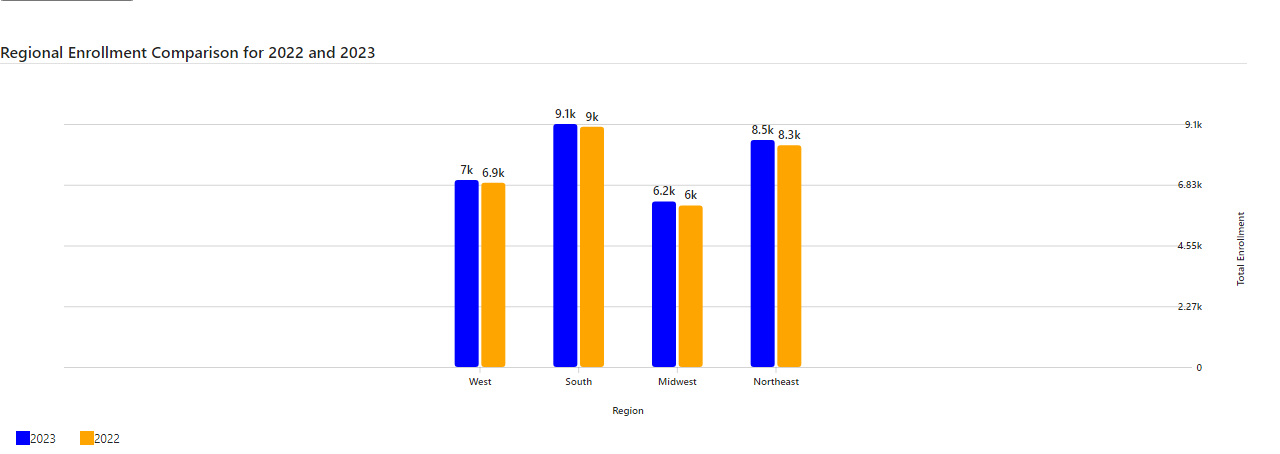 Regional Enrollment Comparison for 2022 and 2023
9.1k 9k
8.5k 8.3k
7k 6.9k
6.2k 6k
9.1k
6.83k
4.55k
2.27k
0
Total Enrollment
West South Midwest Northeast
Region
2023 2022